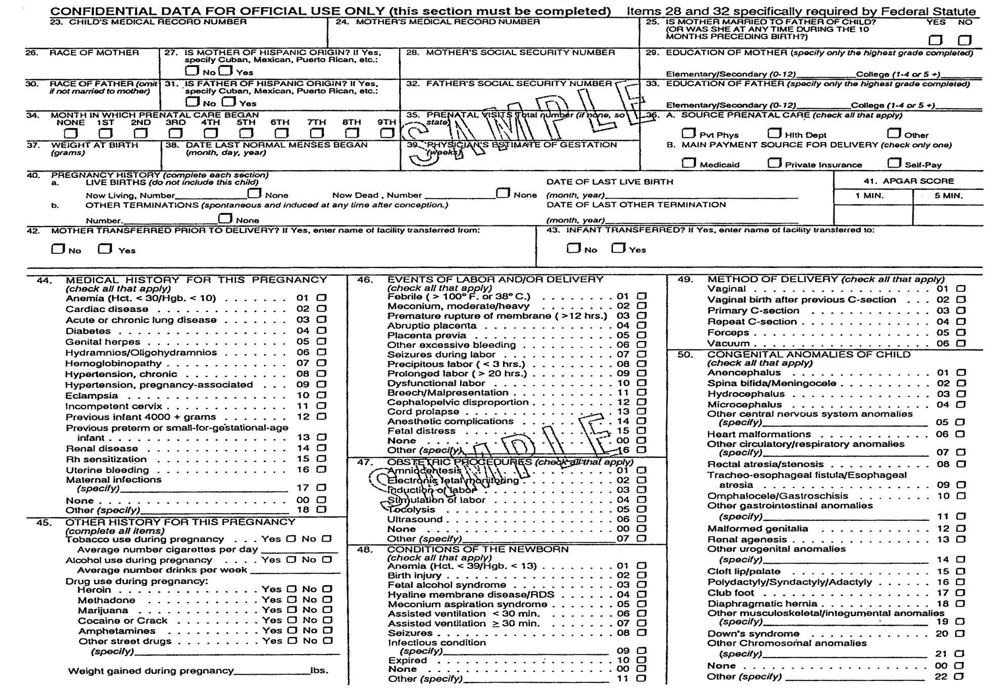 CONFIDENTIAL DATA FOR OFFICIAL USE ONLY (this section must be completed) Items 28 and 32 specifically required by Federal Statute
23. CHILD'S MEDICAL RECORD NUMBER
24. MOTHER'S MEDICAL RECORD NUMBER
25. IS MOTHER MARRIED TO FATHER OF CHILD? YES NO
(OR WAS SHE AT ANY TIME DURING THE 10
MONTHS PRECEDING BIRTH?)
26. RACE OF MOTHER
27. IS MOTHER OF HISPANIC ORIGIN? If Yes,
specify Cuban, Mexican, Puerto Rican, etc.:
No Yes
28. MOTHER'S SOCIAL SECURITY NUMBER
29. EDUCATION OF MOTHER (specify only the highest grade completed)
Elementary/Secondary (0-12)________College (1-4 or 5 +)________
30. RACE OF FATHER (omit
if not married to mother)
31. IS FATHER OF HISPANIC ORIGIN? If Yes,
specify Cuban, Mexican, Puerto Rican, etc.:
No Yes
32. FATHER'S SOCIAL SECURITY NUMBER
33. EDUCATION OF FATHER (specify only the highest grade completed)
Elementary/Secondary (0-12)________College (1-4 or 5 +)________
SAMPLE
34. MONTH IN WHICH PRENATAL CARE BEGAN
NONE 1ST 2ND 3RD 4TH 5TH 6TH 7TH 8TH 9TH
35. PRENATAL VISITS Total number (if none, so
state)
36. A. SOURCE PRENATAL CARE (check all that apply)
Pvt Phys Hlth Dept Other
B. MAIN PAYMENT SOURCE FOR DELIVERY (check only one)
Medicaid Private Insurance Self-Pay
37. WEIGHT AT BIRTH
(grams)
38. DATE LAST NORMAL MENSES BEGAN
(month, day, year)
39. PHYSICIAN'S ESTIMATE OF GESTATION
(weeks)
40. PREGNANCY HISTORY (complete each section)
a. LIVE BIRTHS (do not include this child)
Now Living, Number________ None Now Dead , Number ________ None
DATE OF LAST LIVE BIRTH
(month, year)________
b. OTHER TERMINATIONS (spontaneous and induced at any time after conception.)
Number.________ None
DATE OF LAST OTHER TERMINATION
(month, year)________
41. APGAR SCORE
1 MIN. 5 MIN.
42. MOTHER TRANSFERRED PRIOR TO DELIVERY? If Yes, enter name of facility transferred from:
No Yes
43. INFANT TRANSFERRED? If Yes, enter name of facility transferred to:
No Yes
44. MEDICAL HISTORY FOR THIS PREGNANCY
(check all that apply)
Anemia (Hct. < 30/Hgb. < 10) . . . . . . . 01
Cardiac disease . . . . . . . 02
Acute or chronic lung disease . . . . . . . 03
Diabetes . . . . . . . 04
Genital herpes . . . . . . . 05
Hydramnios/Oligohydramnios . . . . . . . 06
Hemoglobinopathy . . . . . . . 07
Hypertension, chronic . . . . . . . 08
Hypertension, pregnancy-associated . . . 09
Eclampsia . . . . . . . 10
Incompetent cervix . . . . . . . 11
Previous infant 4000 + grams . . . . . . . 12
Previous preterm or small-for-gestational-age
infant . . . . . . . 13
Renal disease . . . . . . . 14
Rh sensitization . . . . . . . 15
Uterine bleeding . . . . . . . 16
Maternal infections
(specify)________ 17
None . . . . . . . 00
Other (specify)________ 18
45. OTHER HISTORY FOR THIS PREGNANCY
(complete all items)
Tobacco use during pregnancy . . . Yes No
Average number cigarettes per day ________
Alcohol use during pregnancy . . . . Yes No
Average number drinks per week ________
Drug use during pregnancy:
Heroin . . . . . . . Yes No
Methadone . . . . . . . Yes No
Marijuana . . . . . . . Yes No
Cocaine or Crack . . . . . . . Yes No
Amphetamines . . . . . . . Yes No
Other street drugs . . . . . . . Yes No
(specify)________
Weight gained during pregnancy________lbs.
46. EVENTS OF LABOR AND/OR DELIVERY
(check all that apply)
Febrile ( > 100° F. or 38° C.) . . . . . . . 01
Meconium, moderate/heavy . . . . . . . 02
Premature rupture of membrane ( >12 hrs.) 03
Abruptio placenta . . . . . . . 04
Placenta previa . . . . . . . 05
Other excessive bleeding . . . . . . . 06
Seizures during labor . . . . . . . 07
Precipitous labor ( < 3 hrs.) . . . . . . . 08
Prolonged labor ( > 20 hrs.) . . . . . . . 09
Dysfunctional labor . . . . . . . 10
Breech/Malpresentation . . . . . . . 11
Cephalopelvic disproportion . . . . . . . 12
Cord prolapse . . . . . . . 13
Anesthetic complications . . . . . . . 14
Fetal distress . . . . . . . 15
None . . . . . . . 00
Other (specify)________ 16
SAMPLE
47. OBSTETRIC PROCEDURES (check all that apply)
Amniocentesis . . . . . . . 01
Electronic fetal monitoring . . . . . . . 02
Induction of labor . . . . . . . 03
Stimulation of labor . . . . . . . 04
Tocolysis . . . . . . . 05
Ultrasound . . . . . . . 06
None . . . . . . . 00
Other (specify)________ 07
48. CONDITIONS OF THE NEWBORN
(check all that apply)
Anemia (Hct. < 39/Hgb. < 13) . . . . . . . 01
Birth injury . . . . . . . 02
Fetal alcohol syndrome . . . . . . . 03
Hyaline membrane disease/RDS . . . . . . 04
Meconium aspiration syndrome . . . . . . . 05
Assisted ventilation < 30 min. . . . . . . . 06
Assisted ventilation ≥ 30 min. . . . . . . . 07
Seizures . . . . . . . 08
Infectious condition
(specify)________ 09
Expired . . . . . . . 10
None . . . . . . . 00
Other (specify)________ 11
49. METHOD OF DELIVERY (check all that apply)
Vaginal . . . . . . . 01
Vaginal birth after previous C-section . . . 02
Primary C-section . . . . . . . 03
Repeat C-section . . . . . . . 04
Forceps . . . . . . . 05
Vacuum . . . . . . . 06
50. CONGENITAL ANOMALIES OF CHILD
(check all that apply)
Anencephalus . . . . . . . 01
Spina bifida/Meningocele . . . . . . . 02
Hydrocephalus . . . . . . . 03
Microcephalus . . . . . . . 04
Other central nervous system anomalies
(specify)________ 05
Heart malformations . . . . . . . 06
Other circulatory/respiratory anomalies
(specify)________ 07
Rectal atresia/stenosis . . . . . . . 08
Tracheo-esophageal fistula/Esophageal
atresia . . . . . . . 09
Omphalocele/Gastroschisis . . . . . . . 10
Other gastrointestinal anomalies
(specify)________ 11
Malformed genitalia . . . . . . . 12
Renal agenesis . . . . . . . 13
Other urogenital anomalies
(specify)________ 14
Cleft lip/palate . . . . . . . 15
Polydactyly/Syndactyly/Adactyly . . . . . . 16
Club foot . . . . . . . 17
Diaphragmatic hernia . . . . . . . 18
Other musculoskeletal/integumental anomalies
(specify)________ 19
Down's syndrome . . . . . . . 20
Other Chromosomal anomalies
(specify)________ 21
None . . . . . . . 00
Other (specify) ________ 22